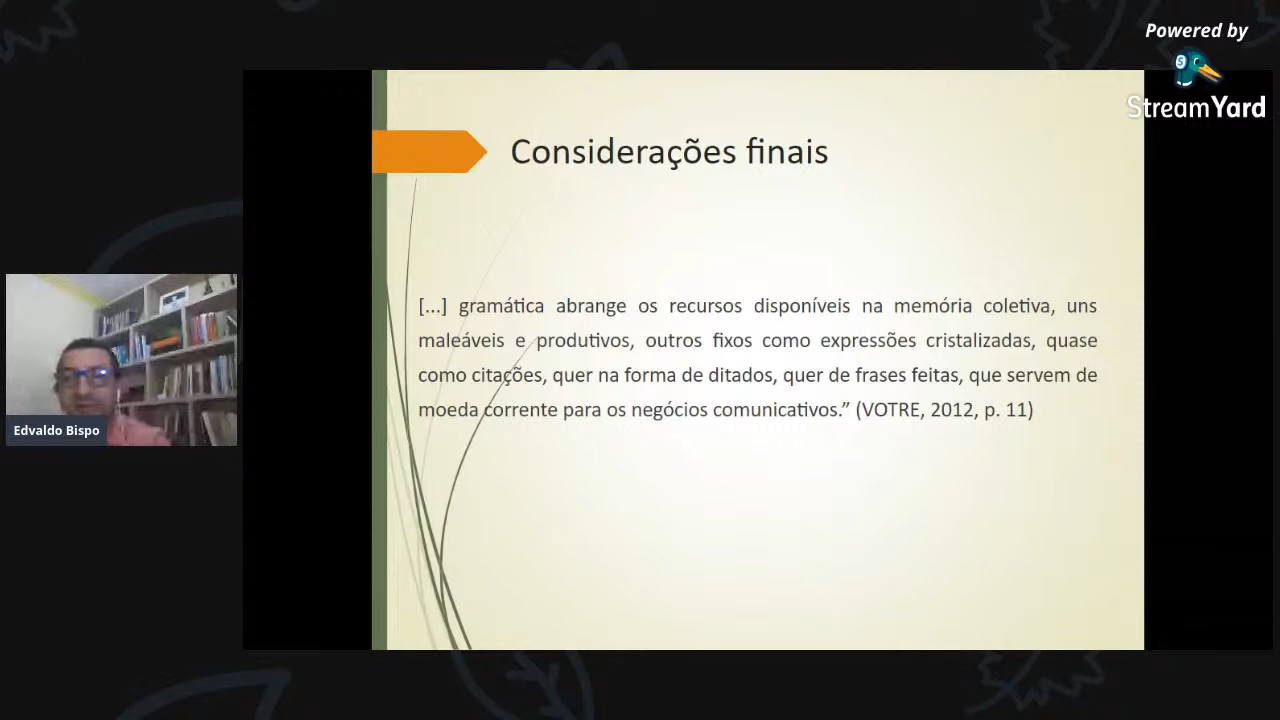 Powered by
StreamYard
Considerações finais
[...] gramática abrange os recursos disponíveis na memória coletiva, uns
maleáveis e produtivos, outros fixos como expressões cristalizadas, quase
como citações, quer na forma de ditados, quer de frases feitas, que servem de
moeda corrente para os negócios comunicativos.” (VOTRE, 2012, p. 11)
Edvaldo Bispo